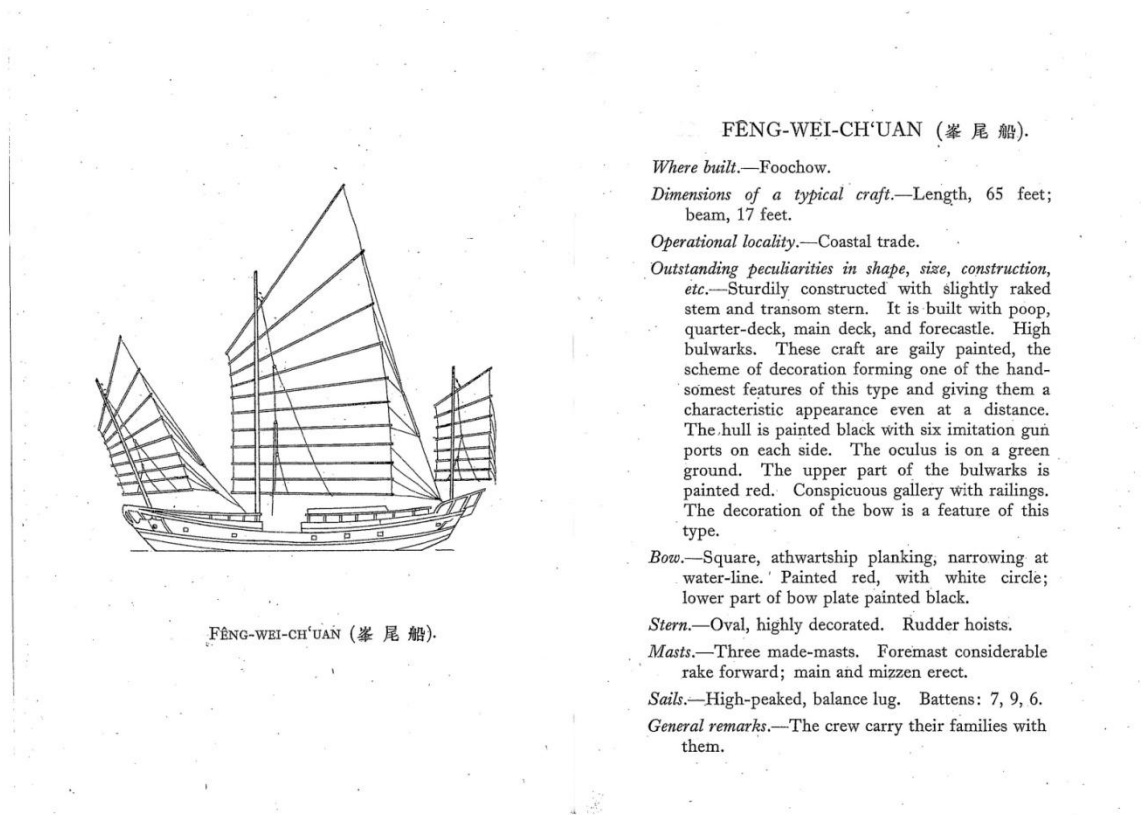 FÊNG-WEI-CH‘UAN (峯 尾 船).
FÊNG-WEI-CH‘UAN (峯 尾 船).
Where built.—Foochow.
Dimensions of a typical craft.—Length, 65 feet;
beam, 17 feet.
Operational locality.—Coastal trade.
Outstanding peculiarities in shape, size, construction,
etc.—Sturdily constructed with slightly raked
stem and transom stern. It is built with poop,
quarter-deck, main deck, and forecastle. High
bulwarks. These craft are gaily painted, the
scheme of decoration forming one of the hand-
somest features of this type and giving them a
characteristic appearance even at a distance.
The hull is painted black with six imitation gun
ports on each side. The oculus is on a green
ground. The upper part of the bulwarks is
painted red. Conspicuous gallery with railings.
The decoration of the bow is a feature of this
type.
Bow.—Square, athwartship planking, narrowing at
water-line. Painted red, with white circle;
lower part of bow plate painted black.
Stern.—Oval, highly decorated. Rudder hoists.
Masts.—Three made-masts. Foremast considerable
rake forward; main and mizzen erect.
Sails.—High-peaked, balance lug. Battens: 7, 9, 6.
General remarks.—The crew carry their families with
them.